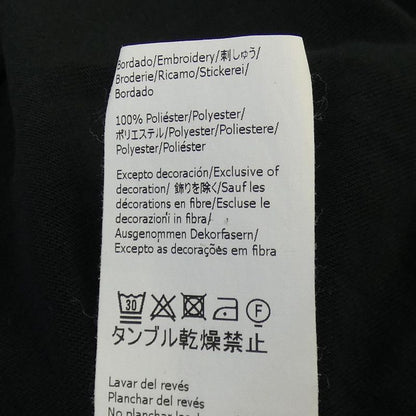 Bordado/Embroidery/刺しゅう/
Broderie/Ricamo/Stickerei/
Bordado
100% Poliéster/Polyester/
ポリエステル/Polyester/Poliestere/
Polyester/Poliéster
Excepto decoración/Exclusive of
decoration/ 飾りを除く/Sauf les
décorations en fibre/Escluse le
decorazioni in fibra/
Ausgenommen Dekorfasern/
Excepto as decorações em fibra
30 F
タンブル乾燥禁止
Lavar del revés
Planchar del revés
No planchar las